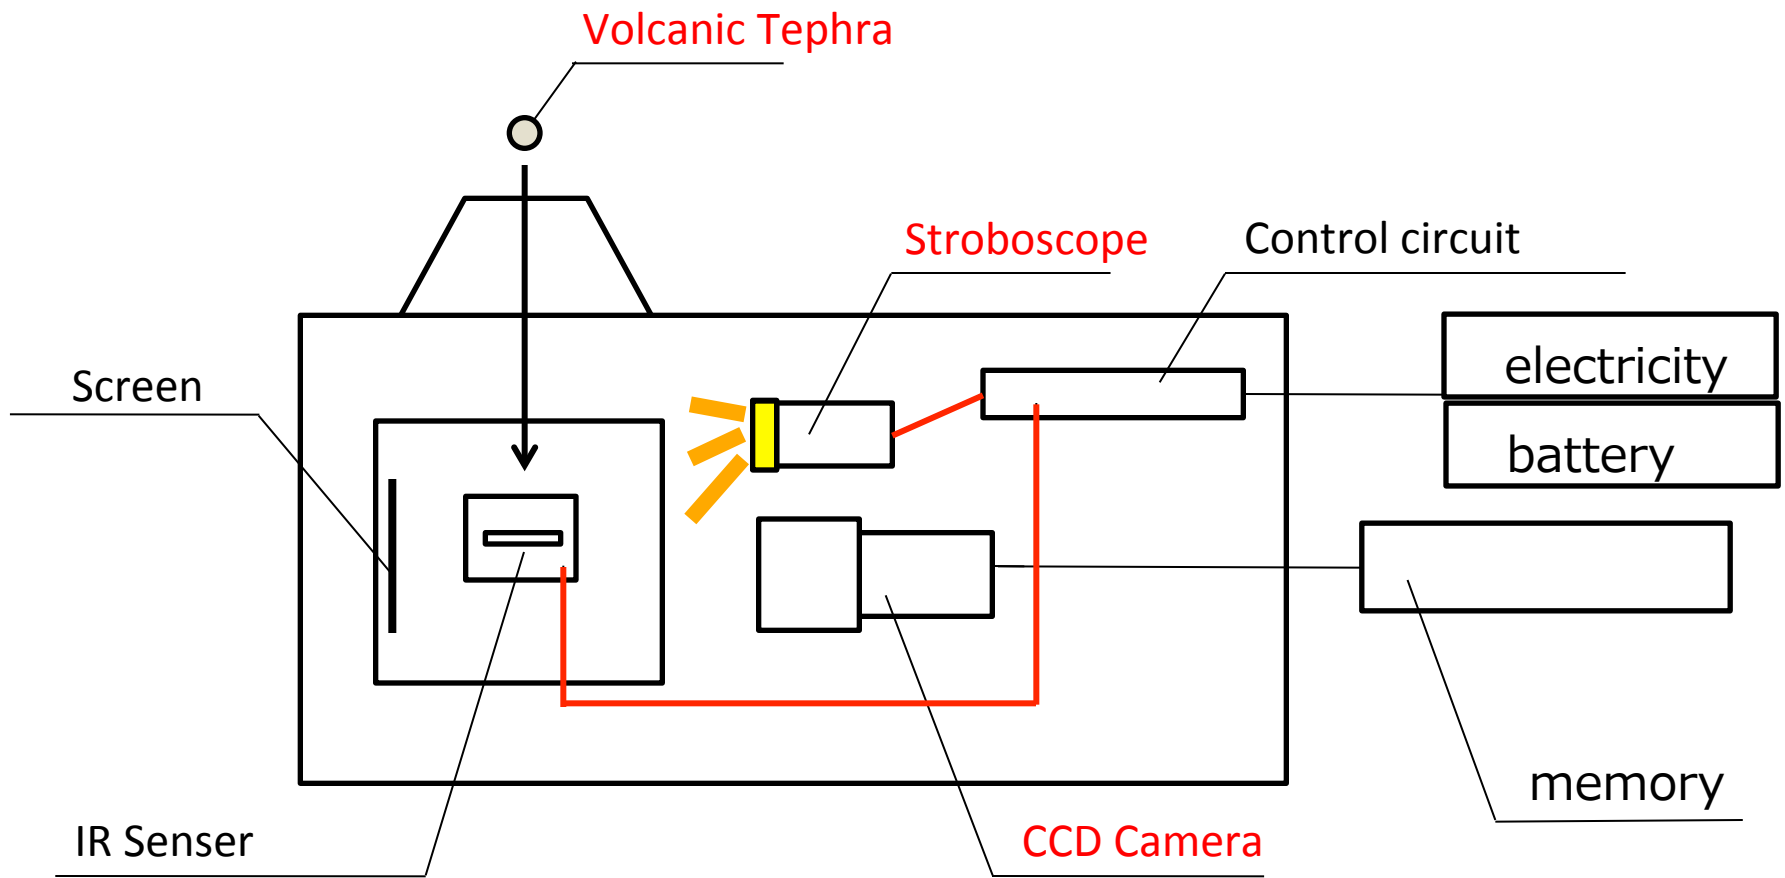 Volcanic Tephra
Stroboscope
Control circuit
electricity
Screen
battery
memory
IR Senser
CCD Camera